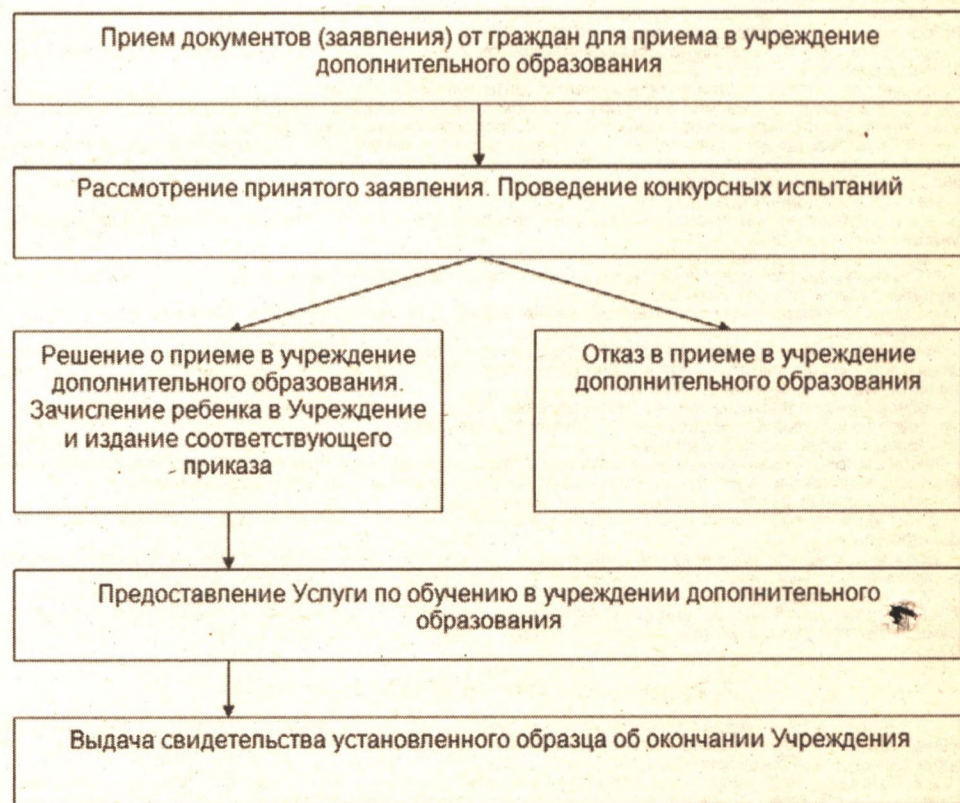 Прием документов (заявления) от граждан для приема в учреждение
дополнительного образования
Рассмотрение принятого заявления. Проведение конкурсных испытаний
Решение о приеме в учреждение
дополнительного образования.
Зачисление ребенка в Учреждение
и издание соответствующего
приказа
Отказ в приеме в учреждение
дополнительного образования
Предоставление Услуги по обучению в учреждении дополнительного
образования
Выдача свидетельства установленного образца об окончании Учреждения